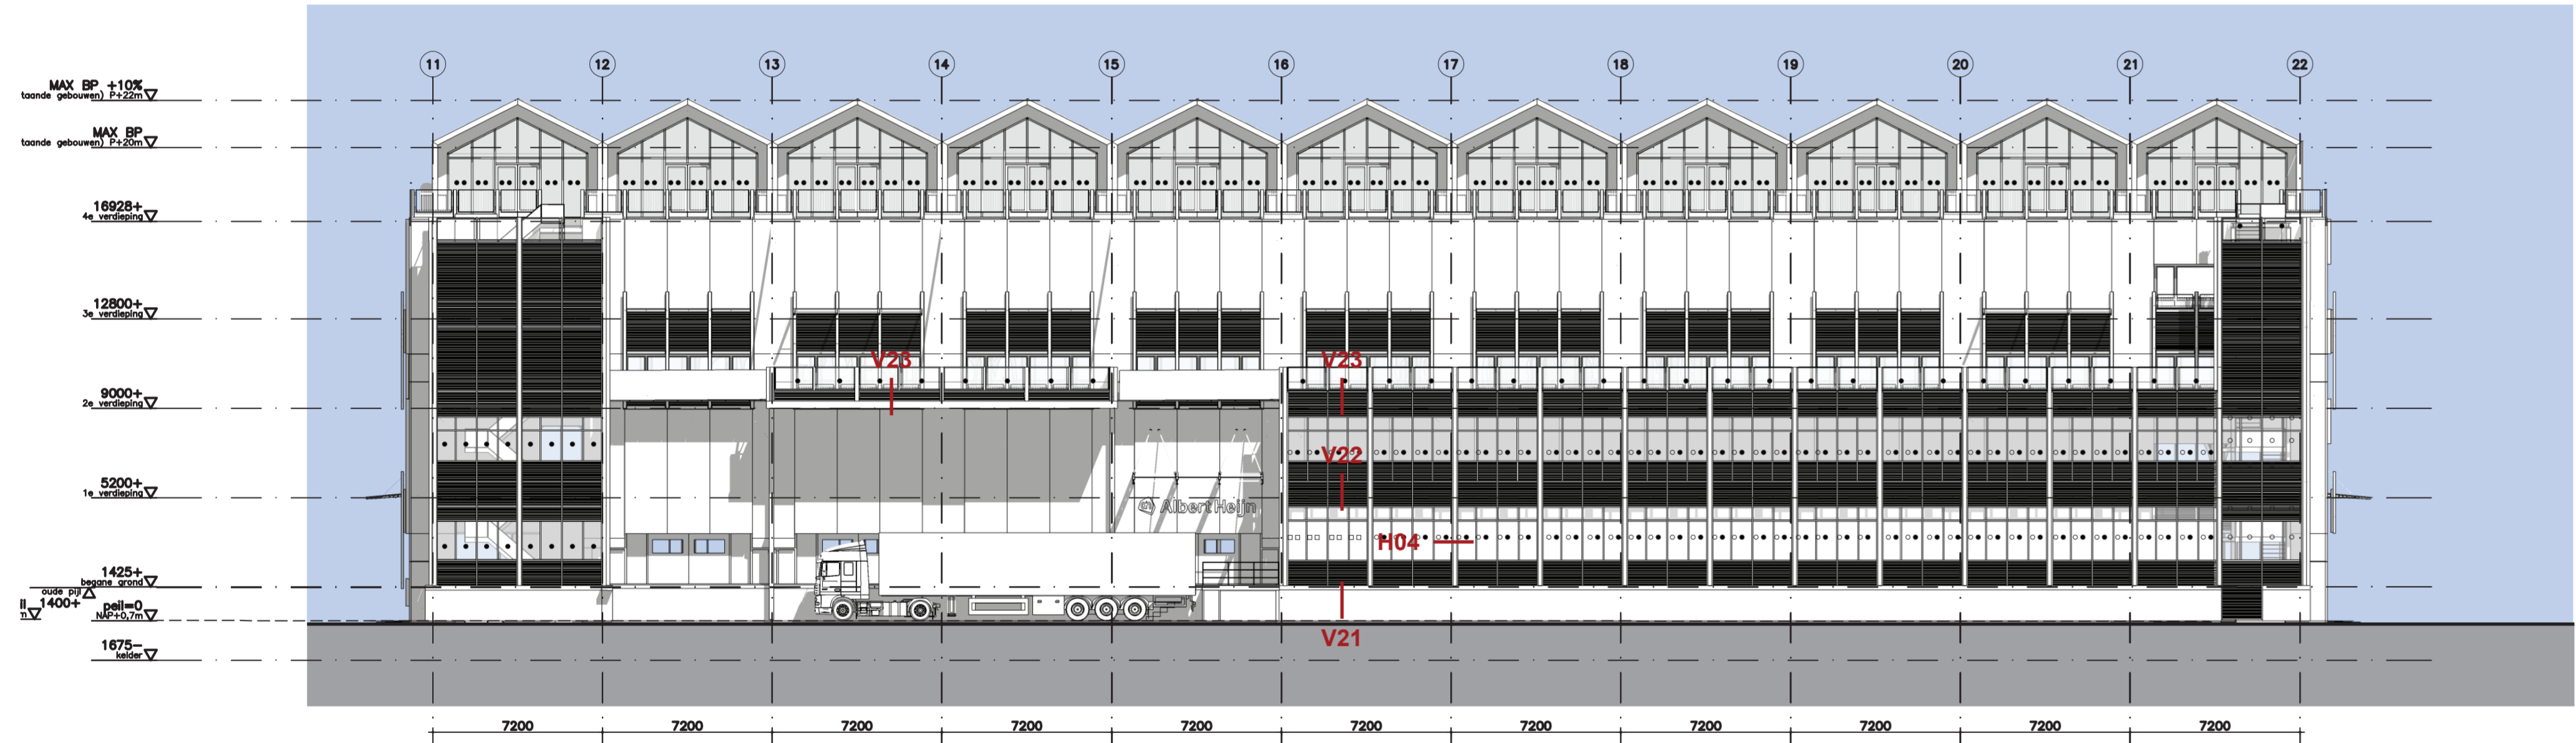 11 12 13 14 15 16 17 18 19 20 21 22
MAX BP +10%
taande gebouwen) P+22m
MAX BP
taande gebouwen) P+20m
16928+
4e verdieping
12800+
3e verdieping
V23 V23
9000+
2e verdieping
V22
5200+
1e verdieping
Albert Heijn
H04
1425+
begane grond
oude pijl
1400+
peil=0
NAP+0,7m
V21
1675-
kelder
7200 7200 7200 7200 7200 7200 7200 7200 7200 7200 7200